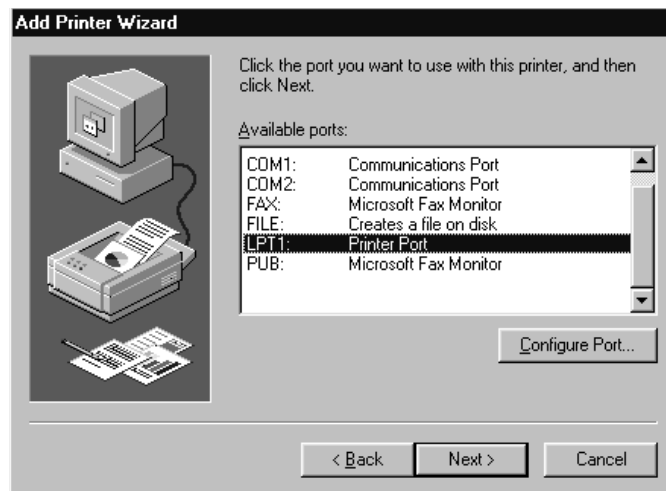 Add Printer Wizard
Click the port you want to use with this printer, and then
click Next.
Available ports:
COM1: Communications Port
COM2: Communications Port
FAX: Microsoft Fax Monitor
FILE: Creates a file on disk
LPT1: Printer Port
PUB: Microsoft Fax Monitor
Configure Port...
< Back Next > Cancel